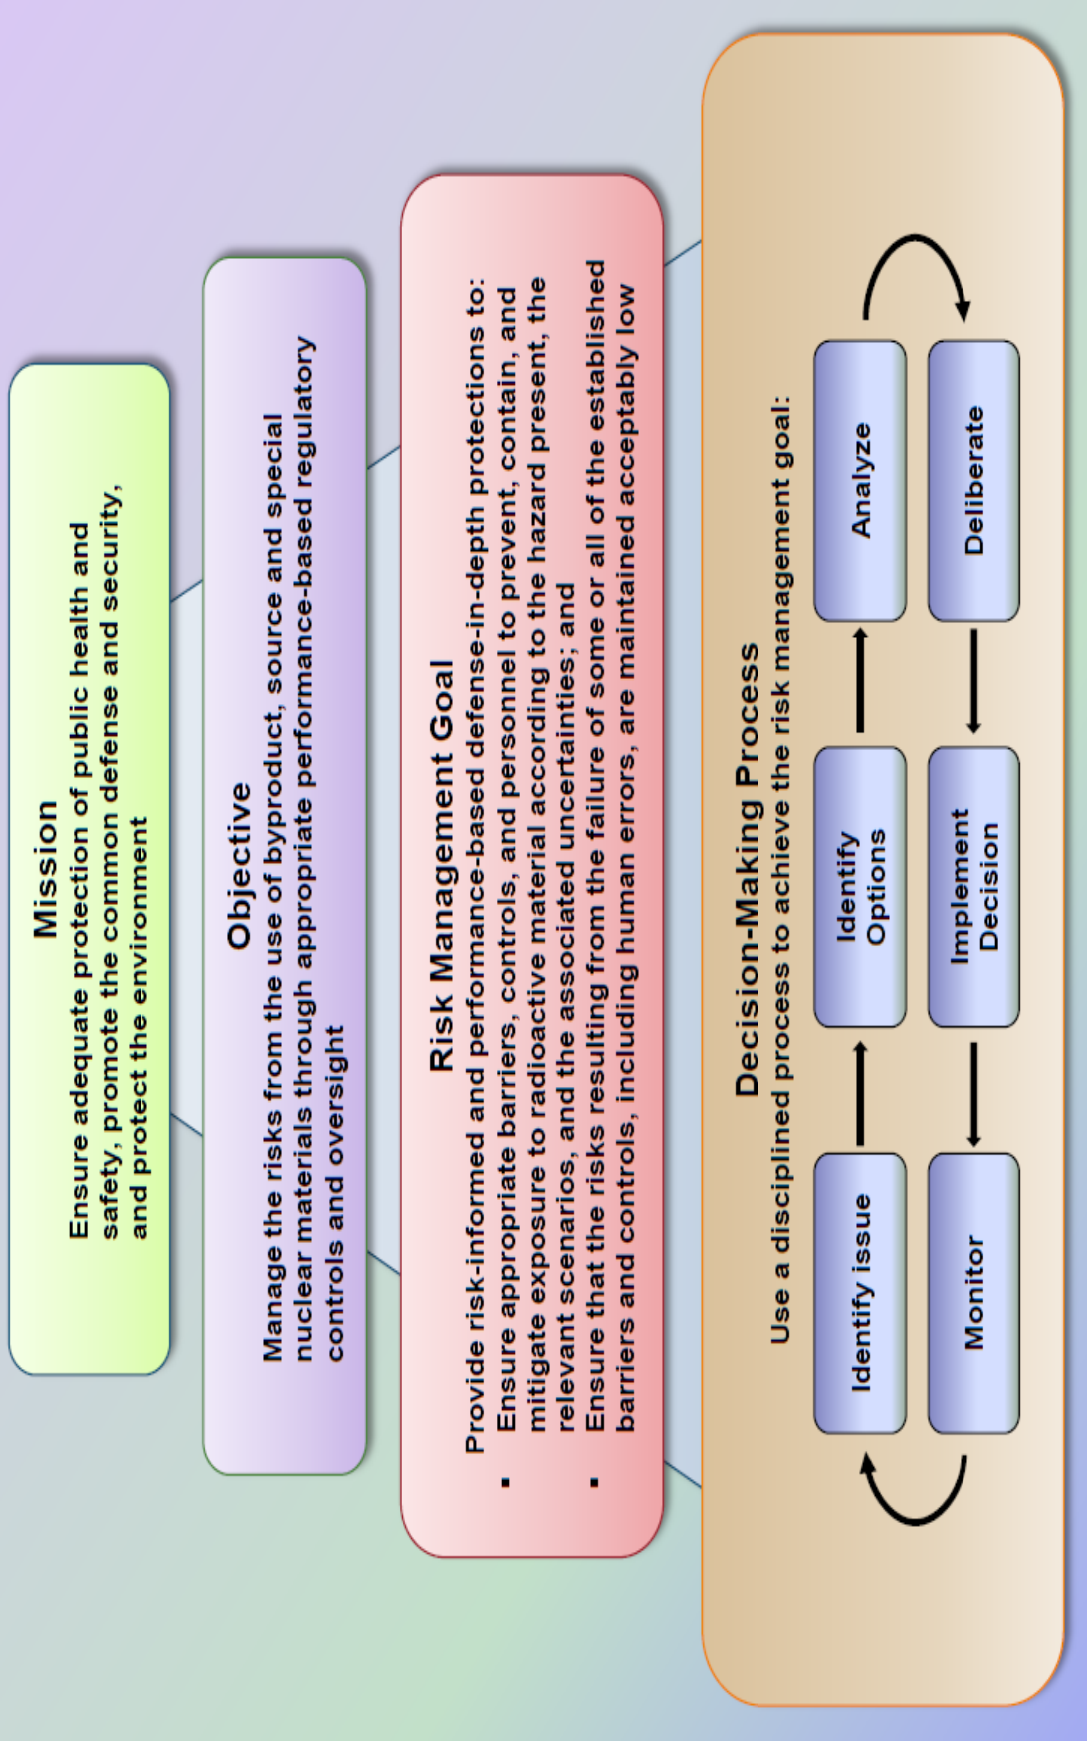 Mission
Ensure adequate protection of public health and
safety, promote the common defense and security,
and protect the environment
Objective
Manage the risks from the use of byproduct, source and special
nuclear materials through appropriate performance-based regulatory
controls and oversight
Risk Management Goal
Provide risk-informed and performance-based defense-in-depth protections to:
▪ Ensure appropriate barriers, controls, and personnel to prevent, contain, and
mitigate exposure to radioactive material according to the hazard present, the
relevant scenarios, and the associated uncertainties; and
▪ Ensure that the risks resulting from the failure of some or all of the established
barriers and controls, including human errors, are maintained acceptably low
Decision-Making Process
Use a disciplined process to achieve the risk management goal:
Identify issue
Identify
Options
Analyze
Deliberate
Implement
Decision
Monitor